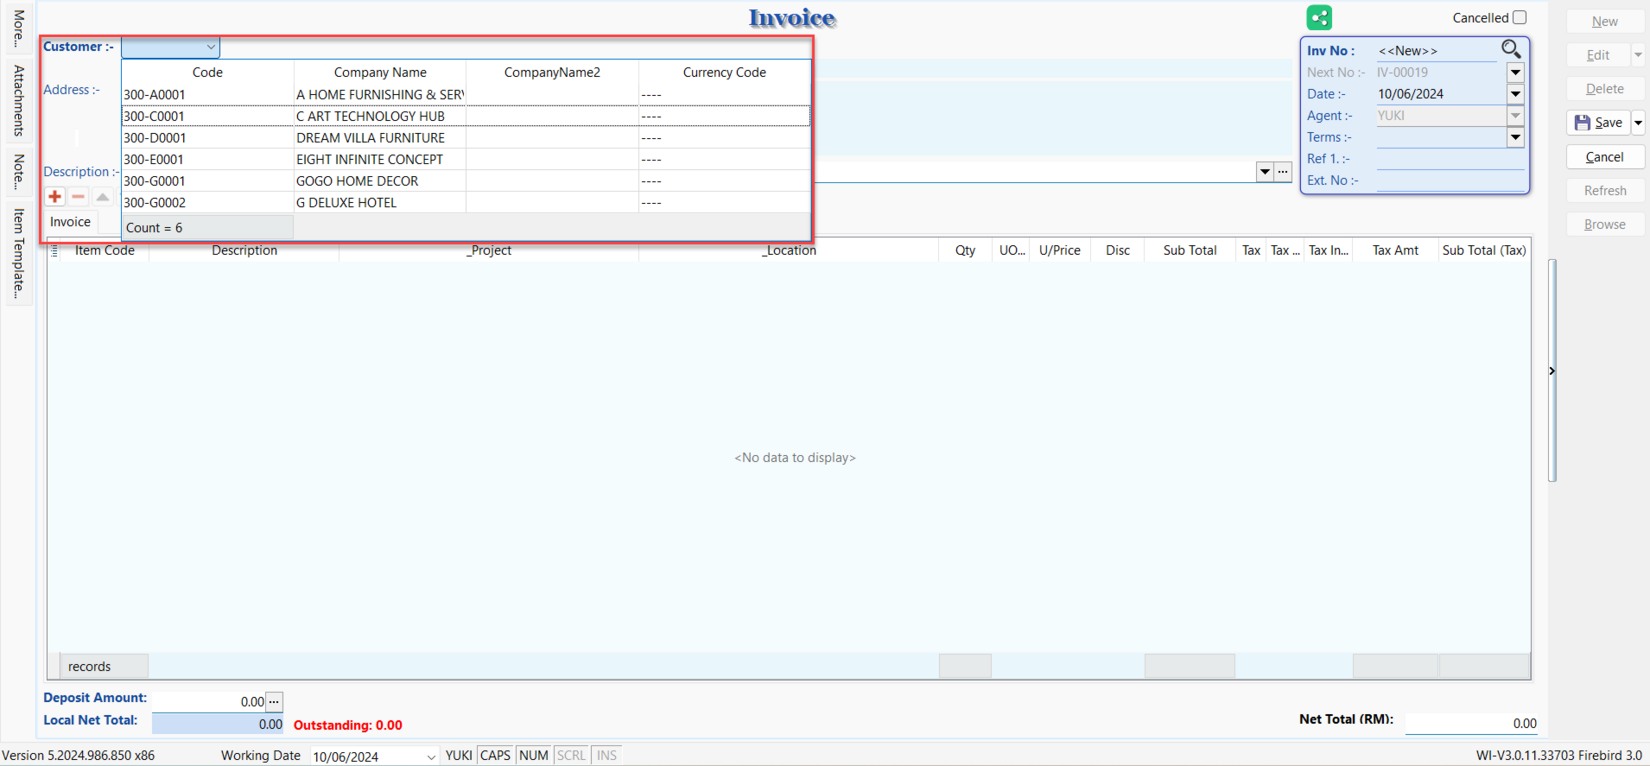 More...
Attachments
Note...
Item Template...
Invoice
Cancelled
Customer :-
Address :-
Description :-
Code Company Name CompanyName2 Currency Code
300-A0001 A HOME FURNISHING & SER ----
300-C0001 C ART TECHNOLOGY HUB ----
300-D0001 DREAM VILLA FURNITURE ----
300-E0001 EIGHT INFINITE CONCEPT ----
300-G0001 GOGO HOME DECOR ----
300-G0002 G DELUXE HOTEL ----
Count = 6
Invoice
Inv No : <<New>>
Next No :- IV-00019
Date :- 10/06/2024
Agent :- YUKI
Terms :-
Ref 1. :-
Ext. No :-
New
Edit
Delete
Save
Cancel
Refresh
Browse
Item Code Description _Project _Location Qty UO... U/Price Disc Sub Total Tax Tax ... Tax In... Tax Amt Sub Total (Tax)
<No data to display>
records
Deposit Amount: 0.00 ...
Local Net Total: 0.00 Outstanding: 0.00
Net Total (RM): 0.00
Version 5.2024.986.850 x86 Working Date 10/06/2024 YUKI CAPS NUM SCRL INS WI-V3.0.11.33703 Firebird 3.0